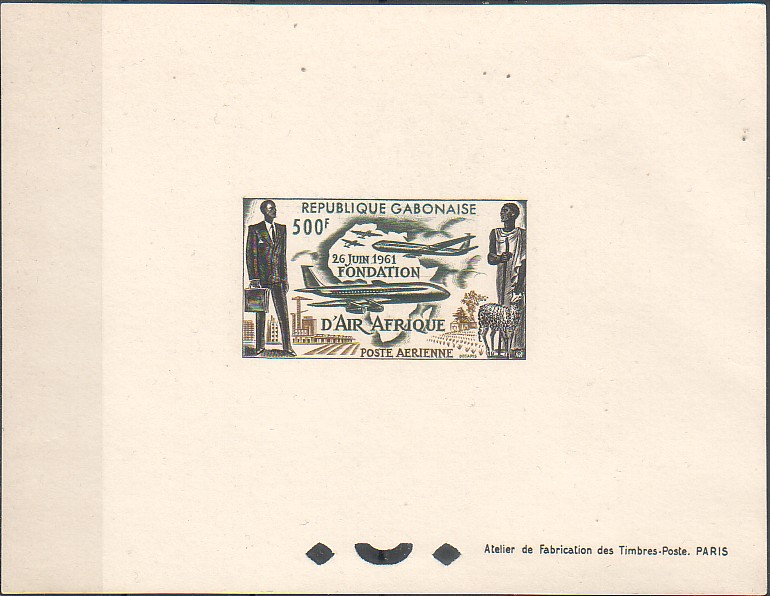 REPUBLIQUE GABONAISE
500F
26 JUIN 1961
FONDATION
D'AIR AFRIQUE
POSTE AERIENNE
Atelier de Fabrication des Timbres-Poste. PARIS